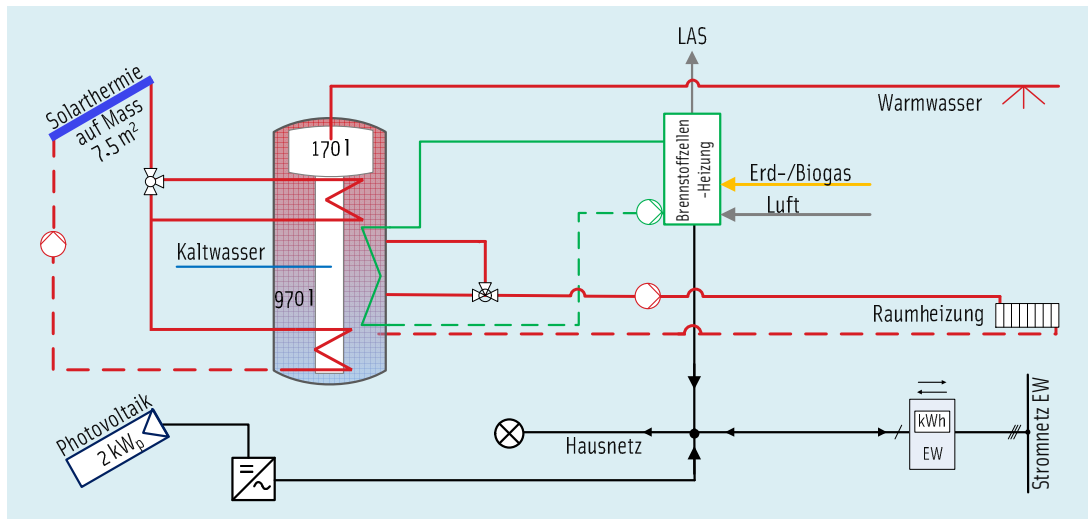 LAS
Solarthermie
auf Mass
7.5 m²
Warmwasser
170 l
Brennstoffzellen
-Heizung
Erd-/Biogas
Luft
Kaltwasser
970 l
Raumheizung
Photovoltaik
2 kWp
Hausnetz
kWh
EW
Stromnetz EW